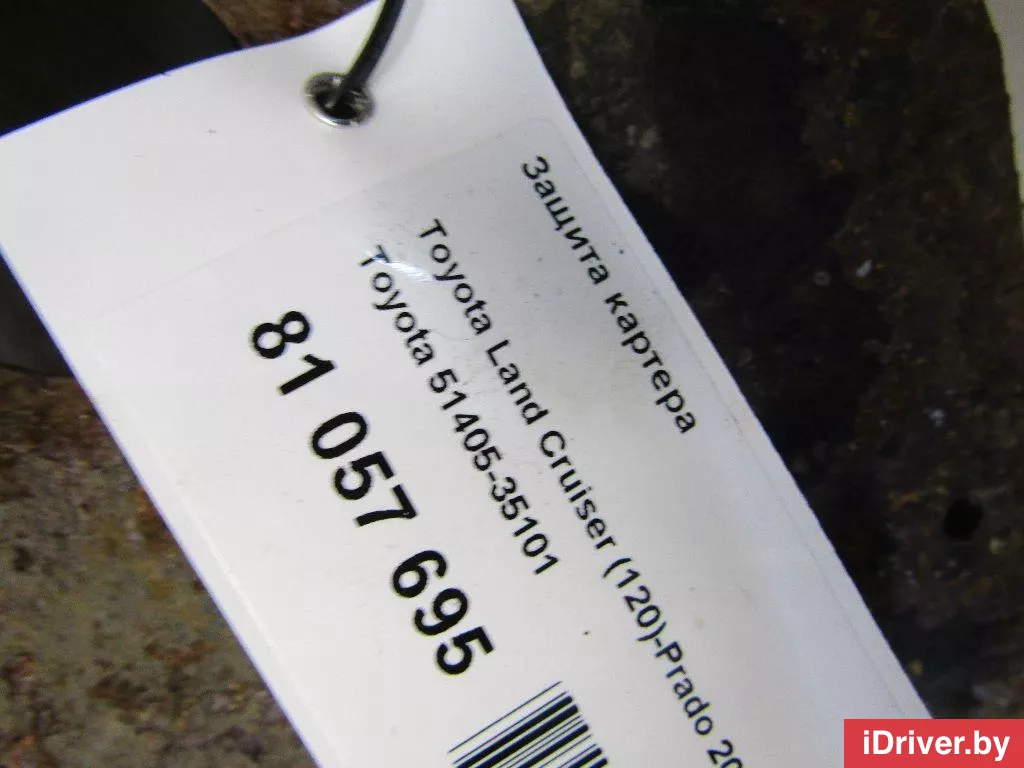 Защита картера
Toyota Land Cruiser (120)-Prado 20
Toyota 51405-35101
81 057 695
iDriver.by